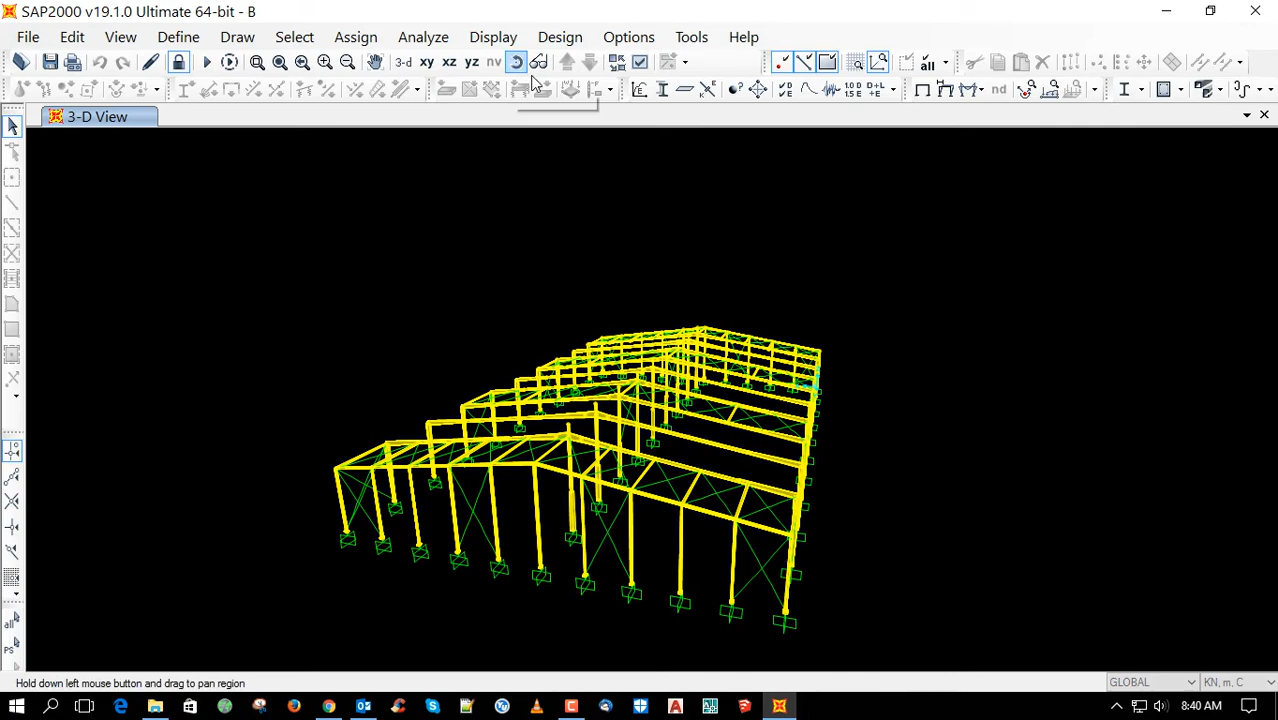 SAP2000 v19.1.0 Ultimate 64-bit - B
File Edit View Define Draw Select Assign Analyze Display Design Options Tools Help
3-d xy xz yz nv all
3-D View
all
PS
Hold down left mouse button and drag to pan region
GLOBAL KN, m, C
8:40 AM